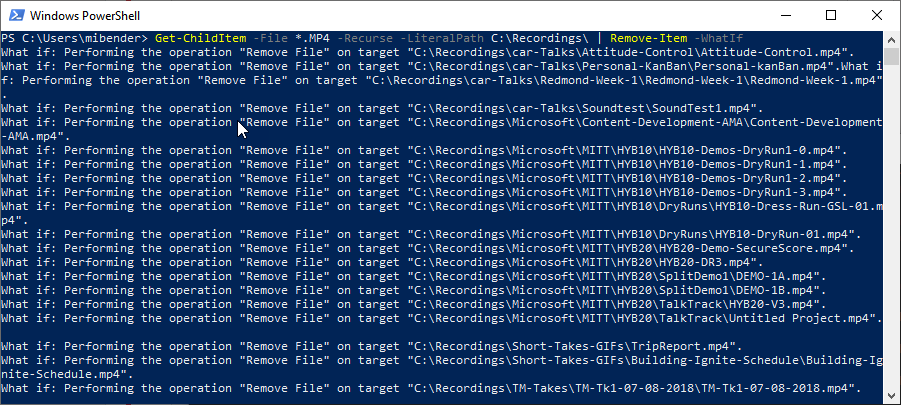 Windows PowerShell
PS C:\Users\mibender> Get-ChildItem -File *.MP4 -Recurse -LiteralPath C:\Recordings\ | Remove-Item -WhatIf
What if: Performing the operation "Remove File" on target "C:\Recordings\car-Talks\Attitude-Control\Attitude-Control.mp4".
What if: Performing the operation "Remove File" on target "C:\Recordings\car-Talks\Personal-KanBan\Personal-kanBan.mp4".What i
f: Performing the operation "Remove File" on target "C:\Recordings\car-Talks\Redmond-Week-1\Redmond-Week-1\Redmond-Week-1.mp4"
.
What if: Performing the operation "Remove File" on target "C:\Recordings\car-Talks\Soundtest\SoundTest1.mp4".
What if: Performing the operation "Remove File" on target "C:\Recordings\Microsoft\Content-Development-AMA\Content-Development
-AMA.mp4".
What if: Performing the operation "Remove File" on target "C:\Recordings\Microsoft\MITT\HYB10\HYB10-Demos-DryRun1-0.mp4".
What if: Performing the operation "Remove File" on target "C:\Recordings\Microsoft\MITT\HYB10\HYB10-Demos-DryRun1-1.mp4".
What if: Performing the operation "Remove File" on target "C:\Recordings\Microsoft\MITT\HYB10\HYB10-Demos-DryRun1-2.mp4".
What if: Performing the operation "Remove File" on target "C:\Recordings\Microsoft\MITT\HYB10\HYB10-Demos-DryRun1-3.mp4".
What if: Performing the operation "Remove File" on target "C:\Recordings\Microsoft\MITT\HYB10\DryRuns\HYB10-Dress-Run-GSL-01.m
p4".
What if: Performing the operation "Remove File" on target "C:\Recordings\Microsoft\MITT\HYB10\DryRuns\HYB10-DryRun-01.mp4".
What if: Performing the operation "Remove File" on target "C:\Recordings\Microsoft\MITT\HYB20\HYB20-Demo-SecureScore.mp4".
What if: Performing the operation "Remove File" on target "C:\Recordings\Microsoft\MITT\HYB20\HYB20-DR3.mp4".
What if: Performing the operation "Remove File" on target "C:\Recordings\Microsoft\MITT\HYB20\SplitDemo1\DEMO-1A.mp4".
What if: Performing the operation "Remove File" on target "C:\Recordings\Microsoft\MITT\HYB20\SplitDemo1\DEMO-1B.mp4".
What if: Performing the operation "Remove File" on target "C:\Recordings\Microsoft\MITT\HYB20\TalkTrack\HYB20-V3.mp4".
What if: Performing the operation "Remove File" on target "C:\Recordings\Microsoft\MITT\HYB20\TalkTrack\Untitled Project.mp4".
What if: Performing the operation "Remove File" on target "C:\Recordings\Short-Takes-GIFs\TripReport.mp4".
What if: Performing the operation "Remove File" on target "C:\Recordings\Short-Takes-GIFs\Building-Ignite-Schedule\Building-Ig
nite-Schedule.mp4".
What if: Performing the operation "Remove File" on target "C:\Recordings\TM-Takes\TM-Tk1-07-08-2018\TM-Tk1-07-08-2018.mp4".